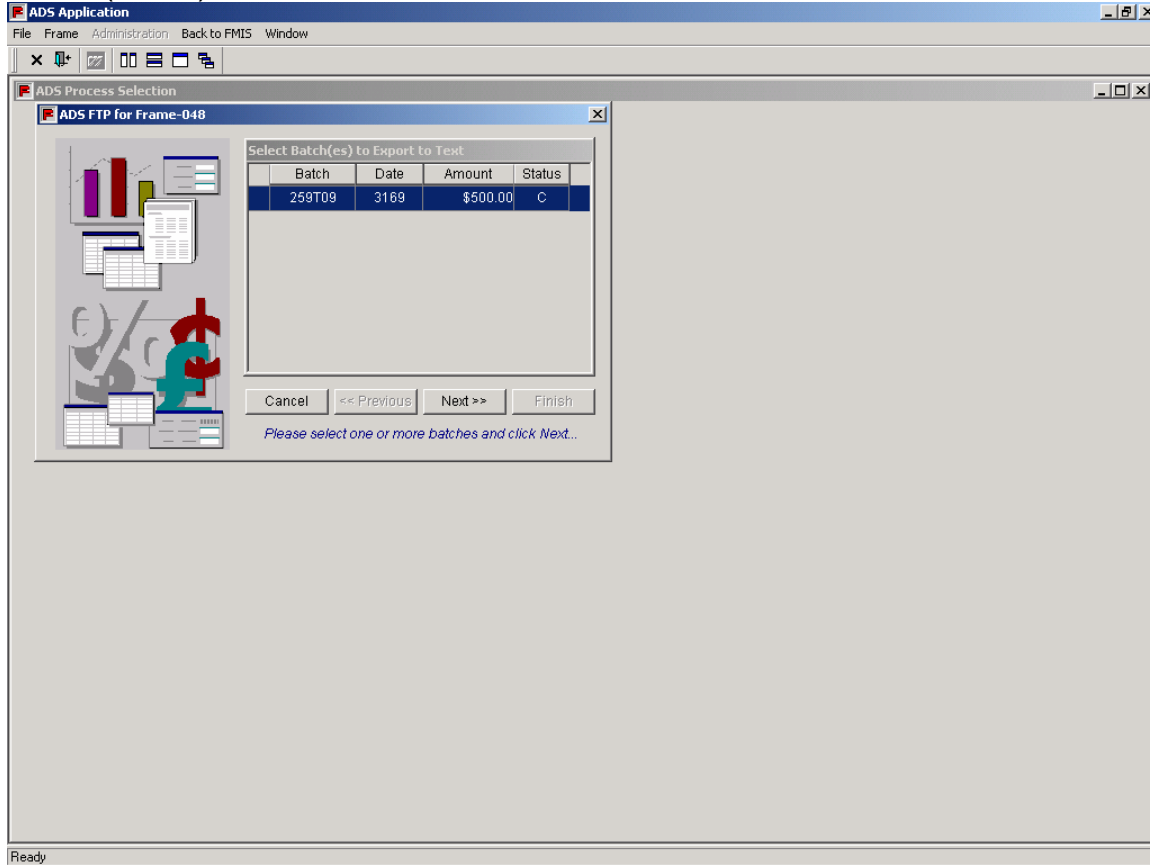 ADS Application
File Frame Administration Back to FMIS Window
ADS Process Selection
ADS FTP for Frame-048
Select Batch(es) to Export to Text
Batch Date Amount Status
259T09 3169 $500.00 C
Cancel << Previous Next >> Finish
Please select one or more batches and click Next...
Ready